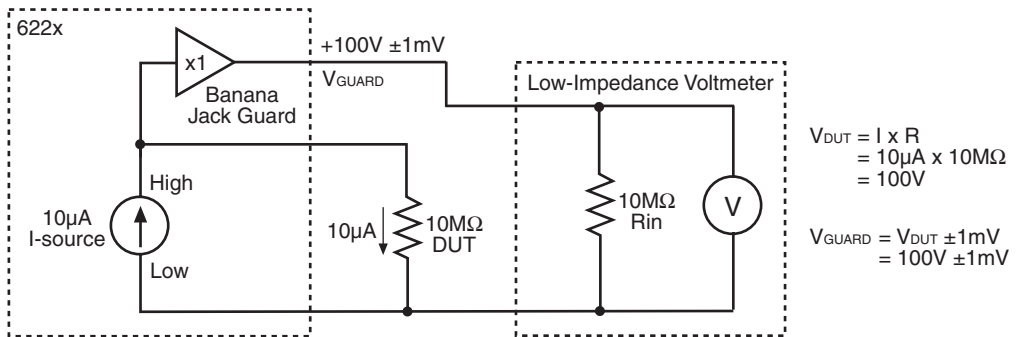 622x
x1
Banana
Jack Guard
+100V ±1mV
VGUARD
Low-Impedance Voltmeter
High
10µA
I-source
Low
10µA
10MΩ
DUT
10MΩ
Rin
V
VDUT = I x R
= 10µA x 10MΩ
= 100V
VGUARD = VDUT ±1mV
= 100V ±1mV